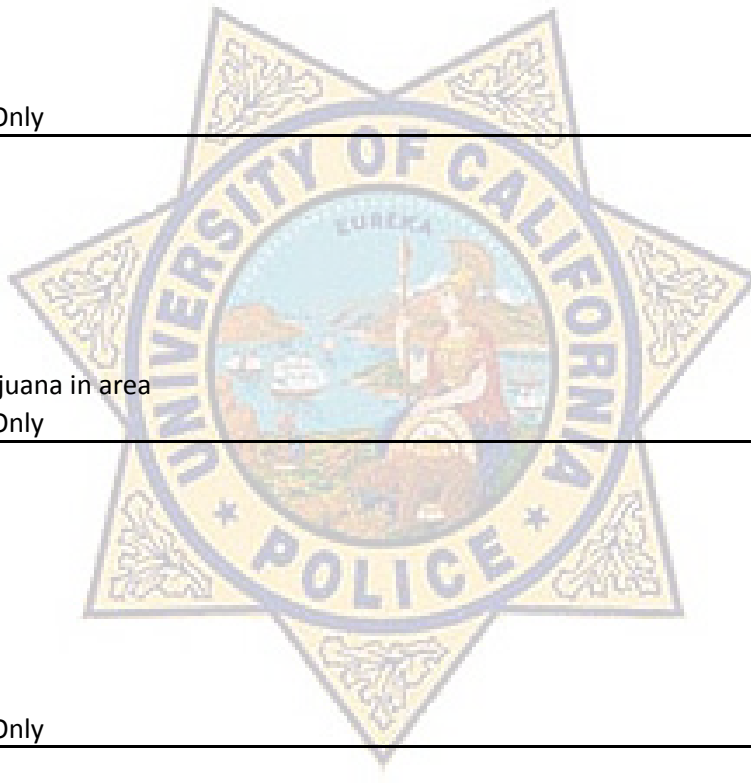 Only
UNIVERSITY OF CALIFORNIA
EUREKA
juana in area
Only
POLICE
Only